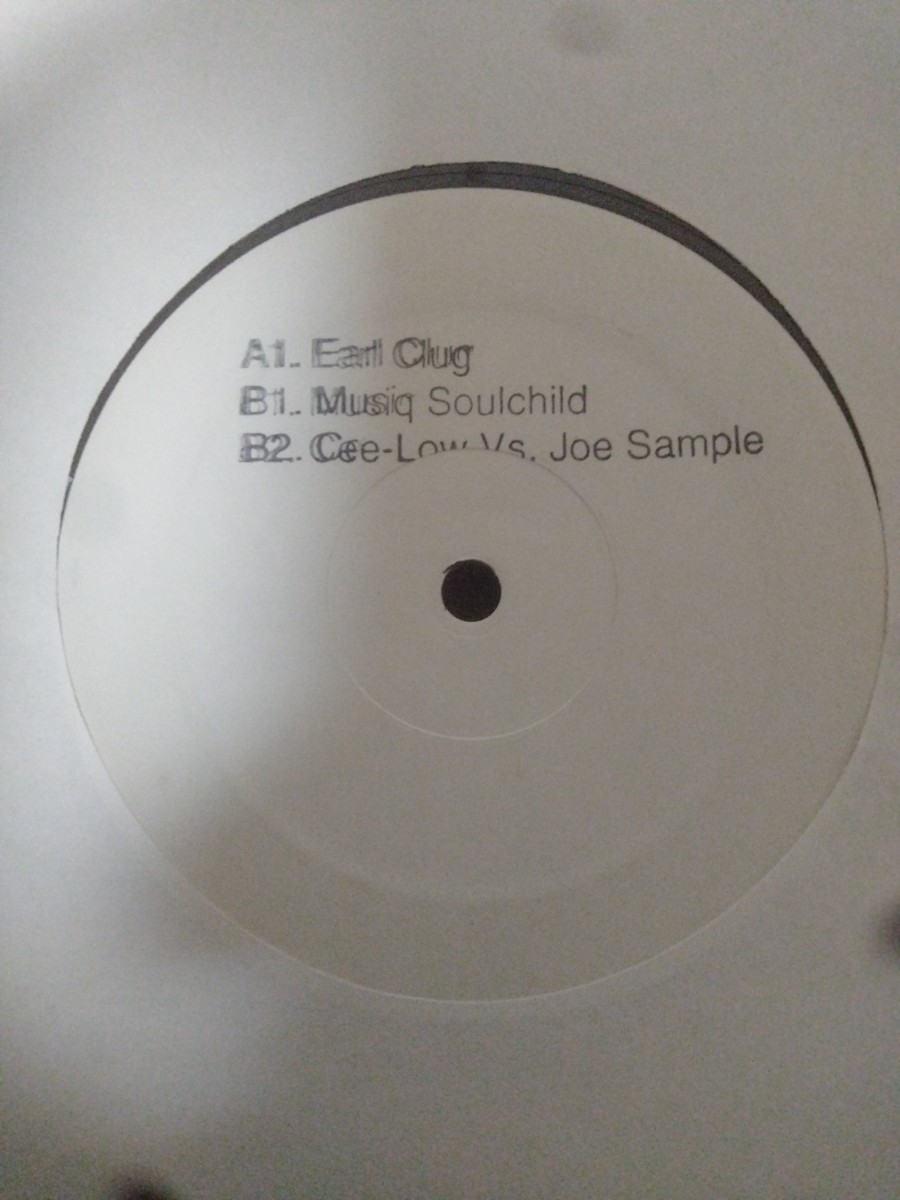 A1. Earl Clug
B1. Musiq Soulchild
B2. Cee-Low Vs. Joe Sample